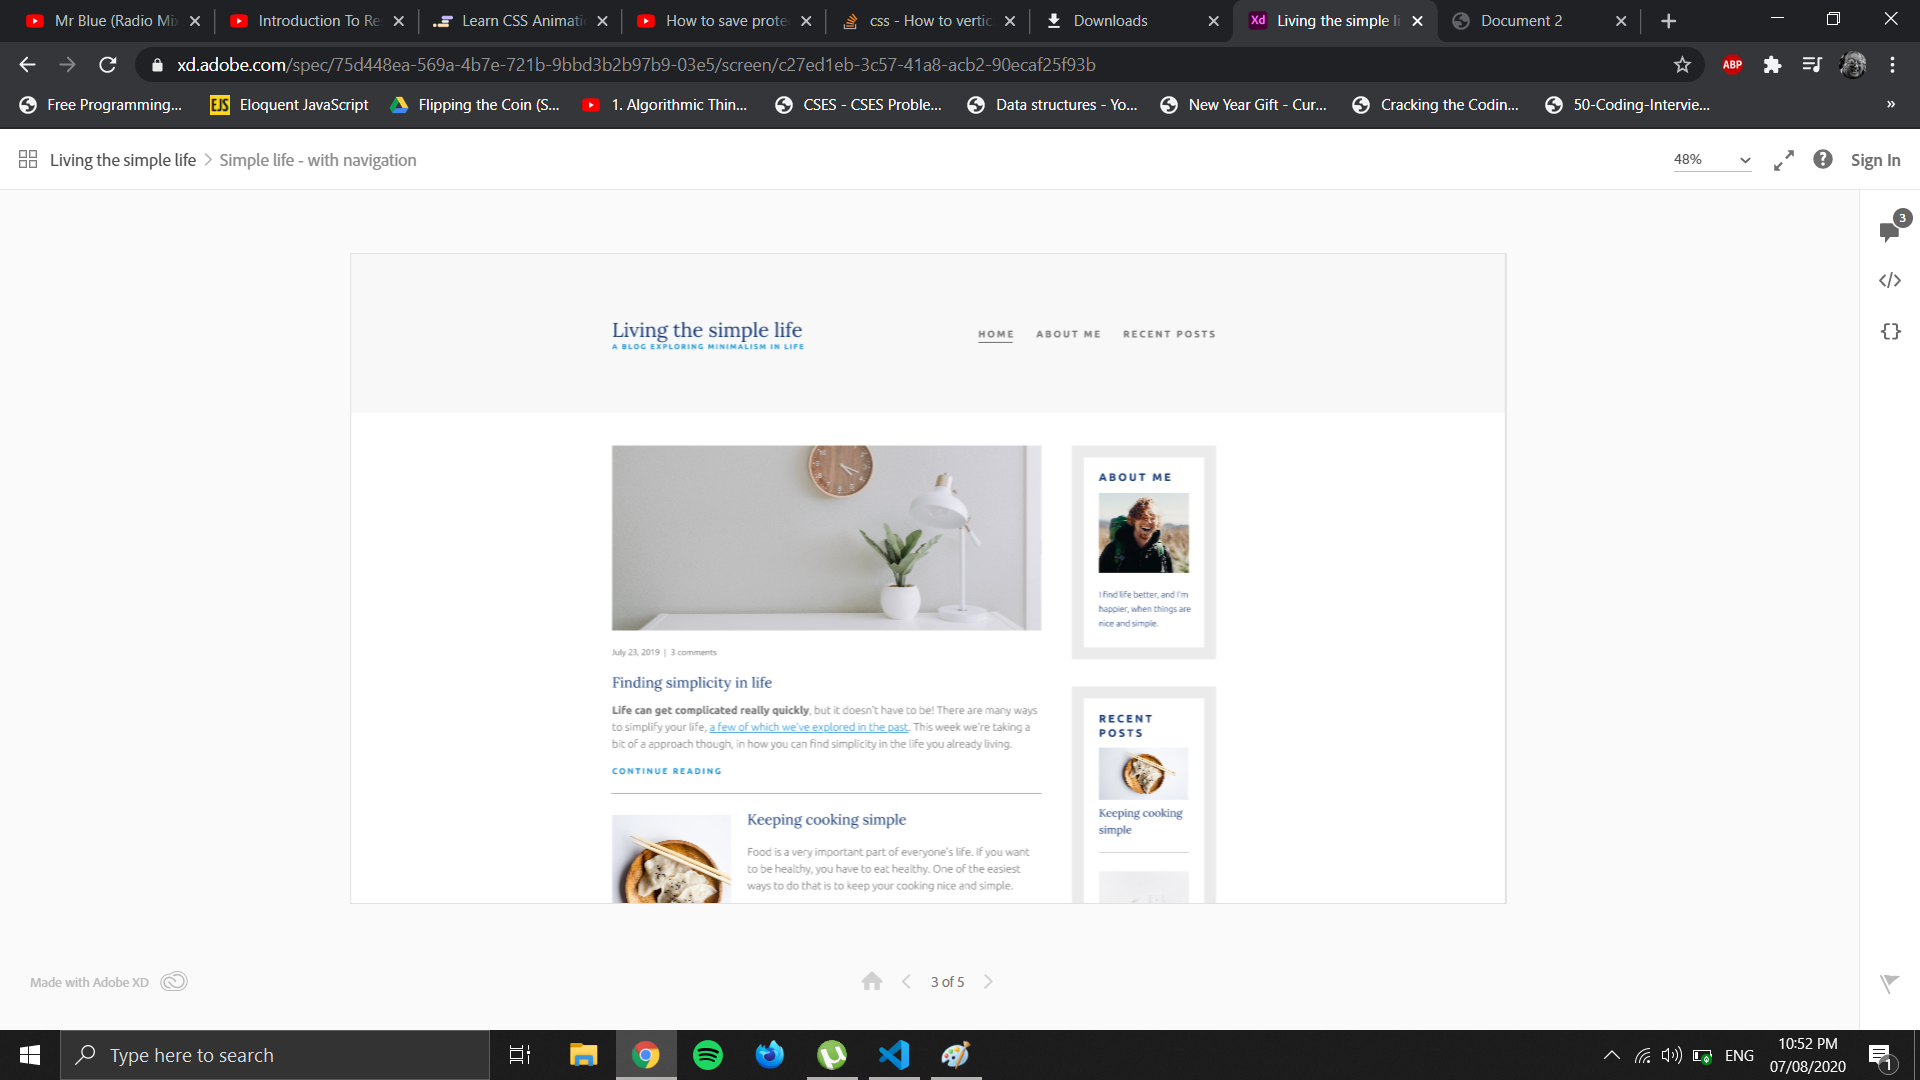 Mr Blue (Radio Mix
Introduction To Re
Learn CSS Animati
How to save prote
css - How to vertic
Downloads
Living the simple li
Document 2
xd.adobe.com/spec/75d448ea-569a-4b7e-721b-9bbd3b2b97b9-03e5/screen/c27ed1eb-3c57-41a8-acb2-90ecaf25f93b
ABP
Free Programming...
EJS
Eloquent JavaScript
Flipping the Coin (S...
1. Algorithmic Thin...
CSES - CSES Proble...
Data structures - Yo...
New Year Gift - Cur...
Cracking the Codin...
50-Coding-Intervie...
»
Living the simple life > Simple life - with navigation
48%
Sign In
3
Living the simple life
A BLOG EXPLORING MINIMALISM IN LIFE
HOME
ABOUT ME
RECENT POSTS
July 23, 2019 | 3 comments
Finding simplicity in life
Life can get complicated really quickly, but it doesn't have to be! There are many ways
to simplify your life, a few of which we've explored in the past. This week we're taking a
bit of a approach though, in how you can find simplicity in the life you already living.
CONTINUE READING
Keeping cooking simple
Food is a very important part of everyone's life. If you want
to be healthy, you have to eat healthy. One of the easiest
ways to do that is to keep your cooking nice and simple.
ABOUT ME
I find life better, and I'm
happier, when things are
nice and simple.
RECENT
POSTS
Keeping cooking
simple
Made with Adobe XD
3 of 5
Type here to search
ENG
10:52 PM
07/08/2020
1